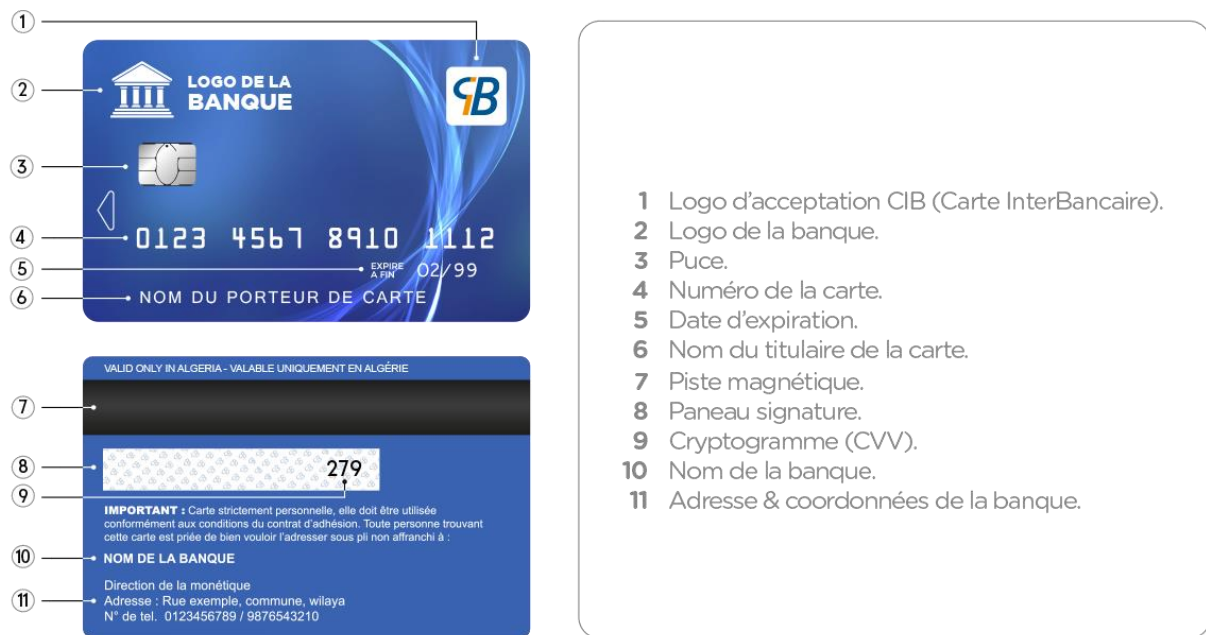 1
2
LOGO DE LA
BANQUE
CIB
3
4
0123 4567 8910 1112
5
EXPIRE
A FIN
02/99
6
NOM DU PORTEUR DE CARTE
VALID ONLY IN ALGERIA - VALABLE UNIQUEMENT EN ALGÉRIE
7
8
279
9
IMPORTANT : Carte strictement personnelle, elle doit être utilisée
conformément aux conditions du contrat d'adhésion. Toute personne trouvant
cette carte est priée de bien vouloir l'adresser sous pli non affranchi à :
10
NOM DE LA BANQUE
Direction de la monétique
11
Adresse : Rue exemple, commune, wilaya
N° de tel. 0123456789 / 9876543210
1 Logo d'acceptation CIB (Carte InterBancaire).
2 Logo de la banque.
3 Puce.
4 Numéro de la carte.
5 Date d'expiration.
6 Nom du titulaire de la carte.
7 Piste magnétique.
8 Paneau signature.
9 Cryptogramme (CVV).
10 Nom de la banque.
11 Adresse & coordonnées de la banque.